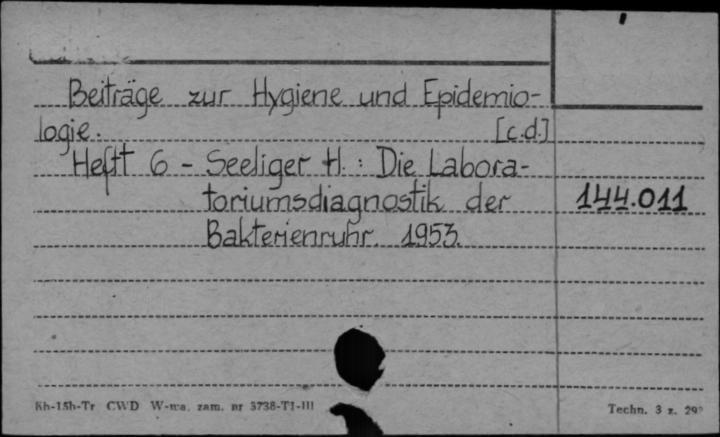 Beiträge zur Hygiene und Epidemio-
logie. [c.d.]
Heft 6 - Seeliger H. : Die Labora-
toriumsdiagnostik der 144.011
Bakterienruhr. 1953.
Kh-15h-Tr CWD W-wa. zam. nr 3738-T1-III Techn. 3 z.